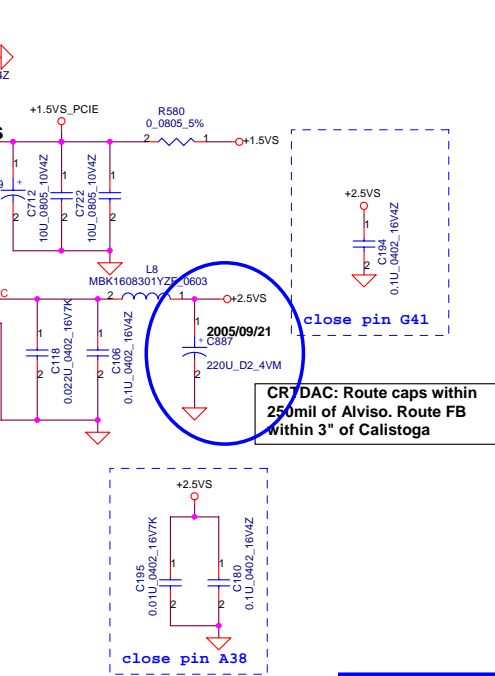 4Z
+1.5VS_PCIE
R580
0_0805_5%
2
1
+1.5VS
S
1
1
1
9
+
C712
10U_0805_10V4Z
C722
10U_0805_10V4Z
2
2
2
+2.5VS
1
C194
0.1U_0402_16V4Z
2
close pin G41
L8
MBK1608301YZF_0603
C
2
1
+2.5VS
1
1
1
2005/09/21
+
C887
220U_D2_4VM
C118
0.022U_0402_16V7K
C106
0.1U_0402_16V4Z
2
2
2
CRTDAC: Route caps within
250mil of Alviso. Route FB
within 3" of Calistoga
+2.5VS
1
1
C195
0.01U_0402_16V7K
C180
0.1U_0402_16V4Z
2
2
close pin A38